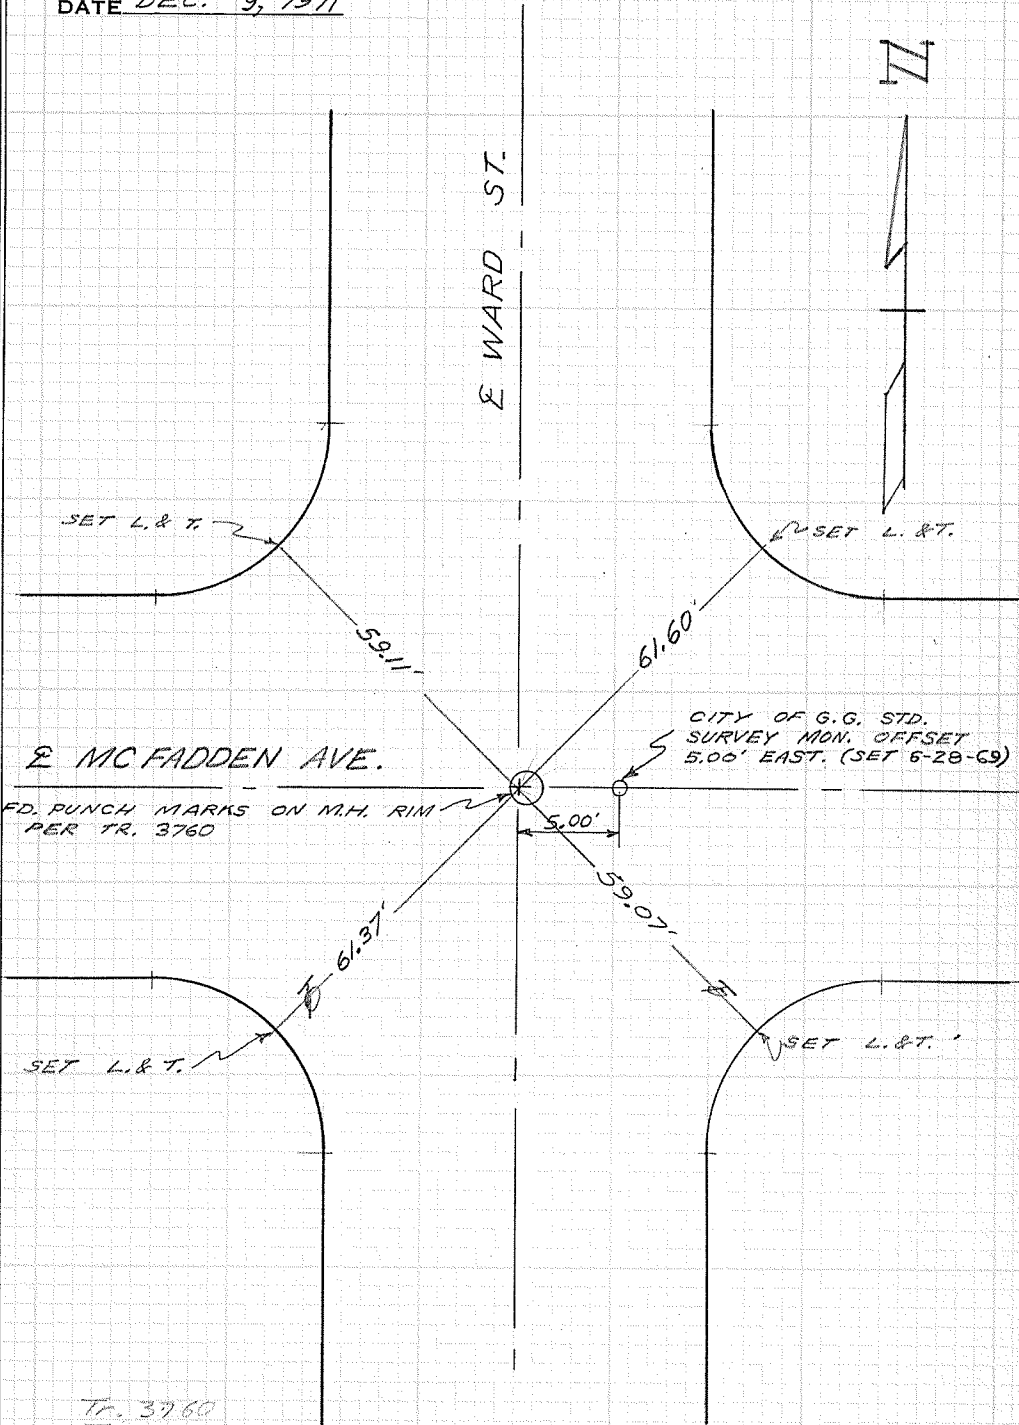 DATE DEC. 9, 1971
N
℄ WARD ST.
SET L. & T.
SET L. & T.
59.11'
61.60'
CITY OF G.G. STD.
SURVEY MON. OFFSET
5.00' EAST. (SET 6-28-69)
℄ MC FADDEN AVE.
FD. PUNCH MARKS ON M.H. RIM
PER TR. 3760
5.00'
59.07'
61.37'
SET L. & T.
SET L. & T.
Tr. 3760